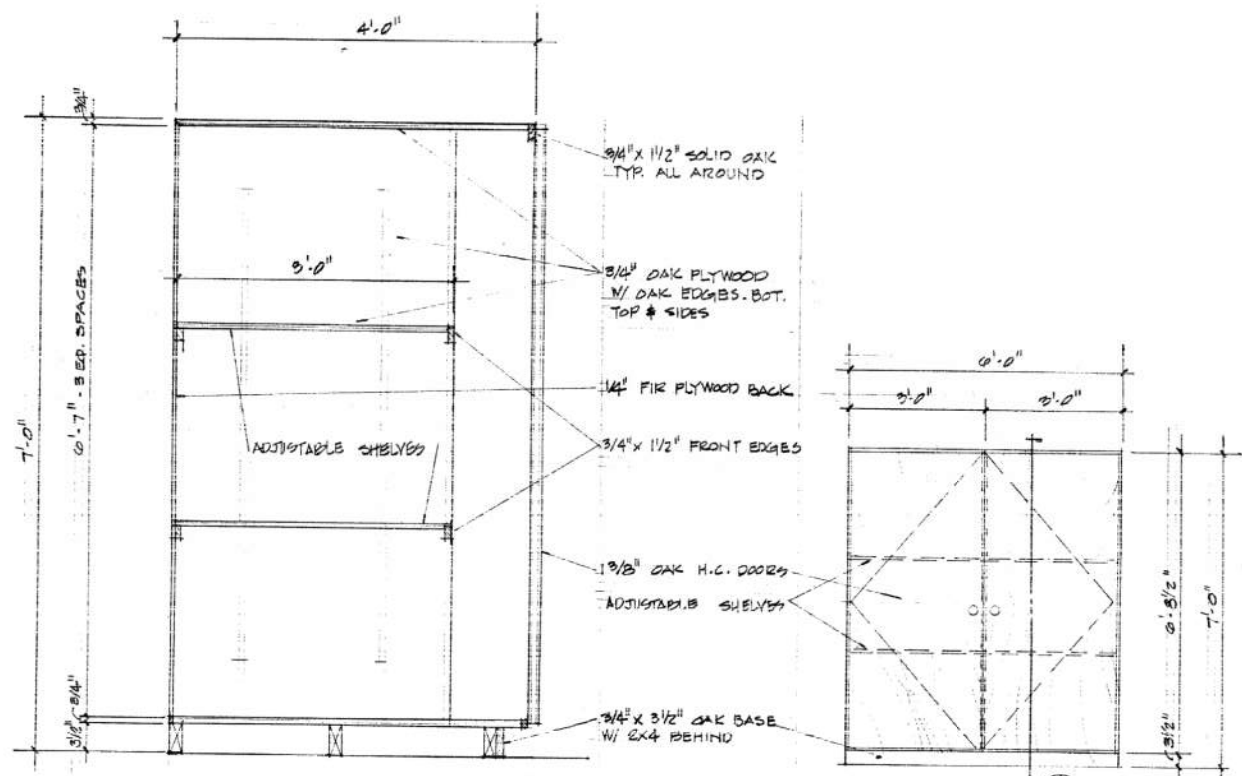 4'-0"
3/4"
3/4" X 1 1/2" SOLID OAK
TYP. ALL AROUND
3'-0"
3/4" OAK PLYWOOD
W/ OAK EDGES. BOT.
TOP & SIDES
7'-0"
6'-7" - 3 EQ. SPACES
1/4" FIR PLYWOOD BACK
ADJUSTABLE SHELVES
3/4" X 1 1/2" FRONT EDGES
1 3/8" OAK H.C. DOORS
ADJUSTABLE SHELVES
3/4"
3 1/2"
3/4" X 3 1/2" OAK BASE
W/ 2X4 BEHIND
6'-0"
3'-0"
3'-0"
6'-8 1/2"
7'-0"
3 1/2"